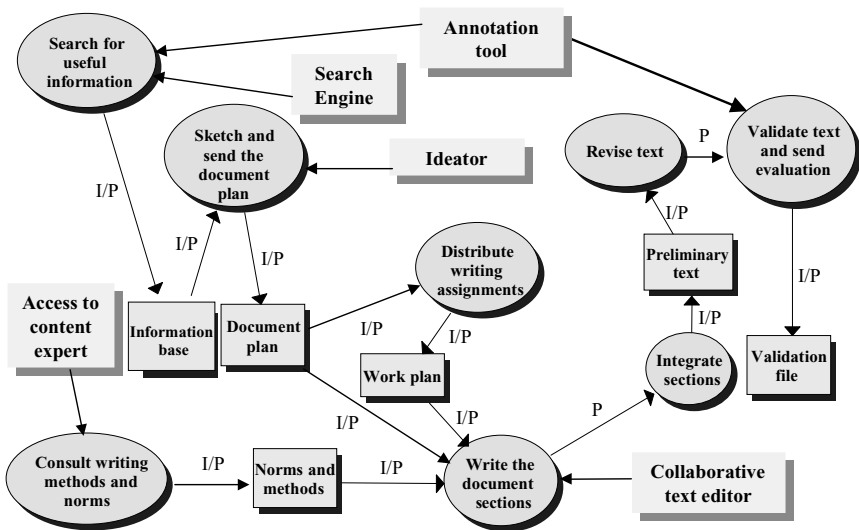 Annotation
tool
Search for
useful
information
Search
Engine
Sketch and
send the
document
plan
Ideator
Revise text
P
Validate text
and send
evaluation
I/P
I/P
I/P
I/P
Distribute
writing
assignments
Preliminary
text
I/P
I/P
Access to
content
expert
Information
base
Document
plan
I/P
I/P
I/P
Work plan
Integrate
sections
Validation
file
I/P
I/P
P
Consult writing
methods and
norms
I/P
Norms and
methods
I/P
Write the
document
sections
Collaborative
text editor